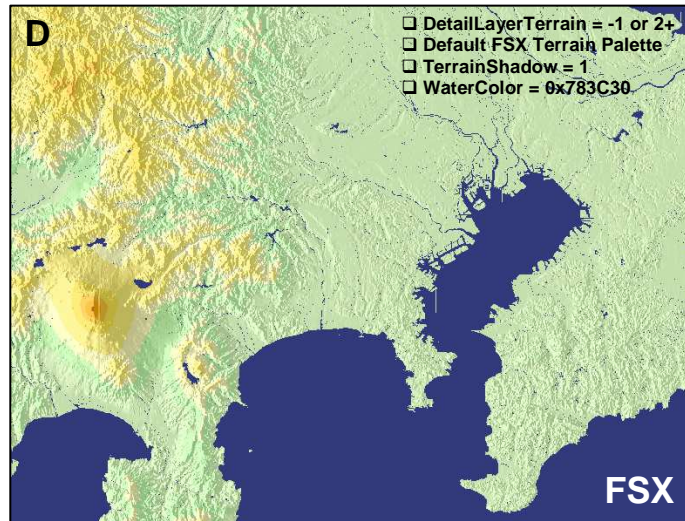 D
❑ DetailLayerTerrain = -1 or 2+
❑ Default FSX Terrain Palette
❑ TerrainShadow = 1
❑ WaterColor = 0x783C30
FSX